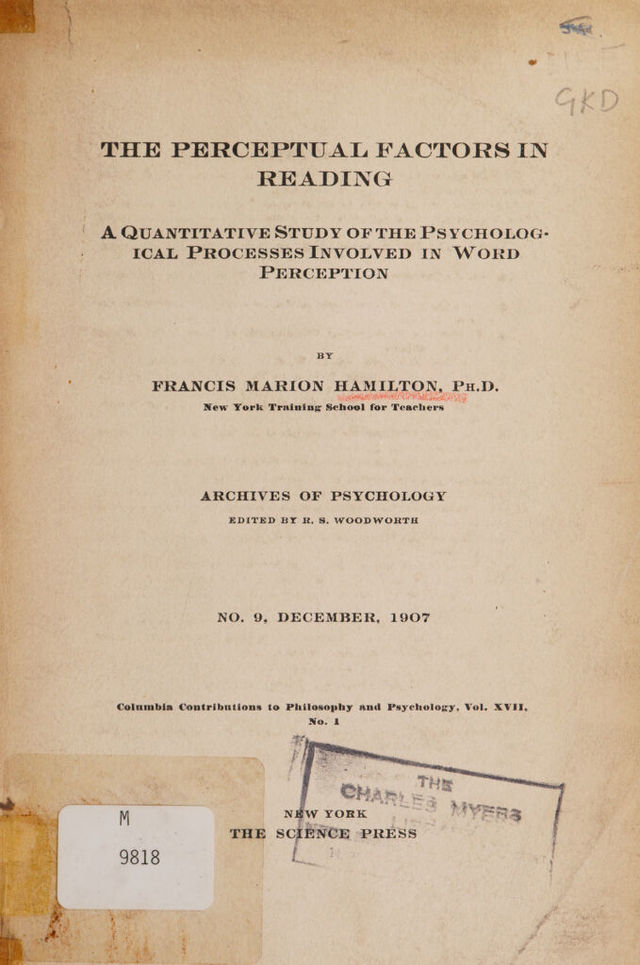 GKD
THE PERCEPTUAL FACTORS IN
READING
A QUANTITATIVE STUDY OF THE PSYCHOLOG-
ICAL PROCESSES INVOLVED IN WORD
PERCEPTION
BY
FRANCIS MARION HAMILTON, PH.D.
New York Training School for Teachers
ARCHIVES OF PSYCHOLOGY
EDITED BY R. S. WOODWORTH
NO. 9, DECEMBER, 1907
Columbia Contributions to Philosophy and Psychology, Vol. XVII,
No. 1
THE
CHARLES MYERS
LIBRARY
NEW YORK
THE SCIENCE PRESS
M
9818